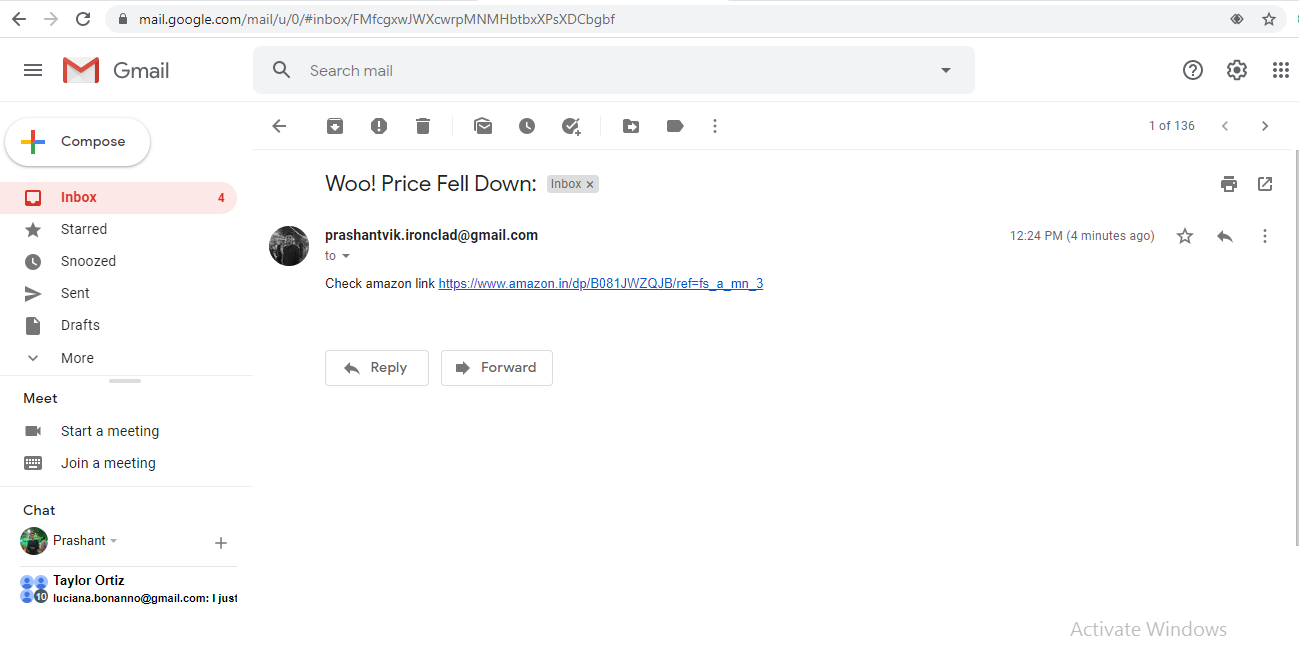 mail.google.com/mail/u/0/#inbox/FMfcgxwJWXcwrpMNMHbtbxXPsXDCbgbf
Gmail
Search mail
Compose
1 of 136
Inbox 4
Starred
Snoozed
Sent
Drafts
More
Woo! Price Fell Down: Inbox x
prashantvik.ironclad@gmail.com 12:24 PM (4 minutes ago)
to
Check amazon link https://www.amazon.in/dp/B081JWZQJB/ref=fs_a_mn_3
Reply Forward
Meet
Start a meeting
Join a meeting
Chat
Prashant
Taylor Ortiz
10 luciana.bonanno@gmail.com: I just
Activate Windows